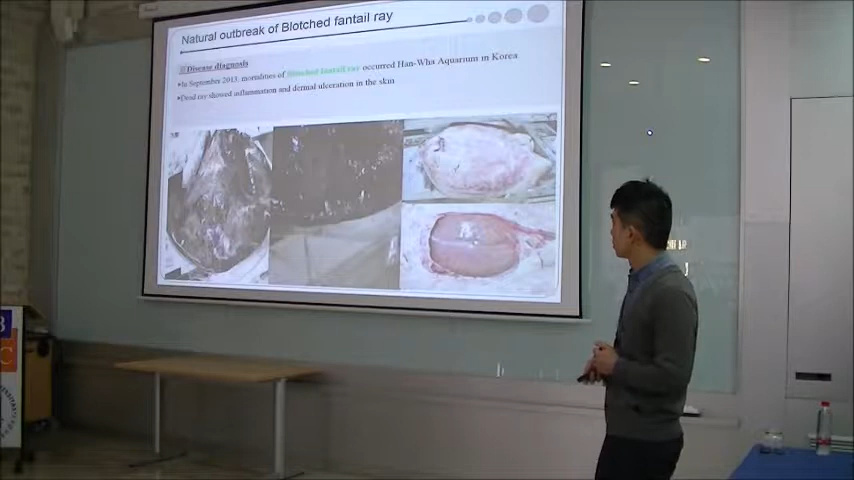 Natural outbreak of Blotched fantail ray
Disease diagnosis
•In September 2013, mortalities of Blotched fantail ray occurred Han-Wha Aquarium in Korea
•Dead ray showed inflammation and dermal ulceration in the skin